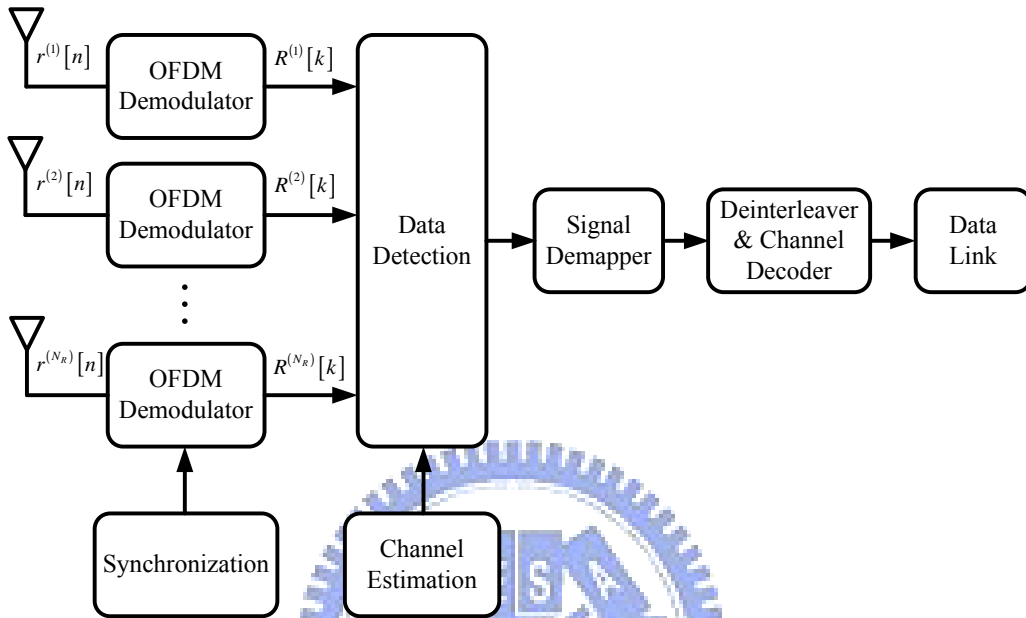 r^(1)[n]
OFDM
Demodulator
R^(1)[k]
r^(2)[n]
OFDM
Demodulator
R^(2)[k]
Data
Detection
Signal
Demapper
Deinterleaver
& Channel
Decoder
Data
Link
r^(N_R)[n]
OFDM
Demodulator
R^(N_R)[k]
Synchronization
Channel
Estimation
S
A